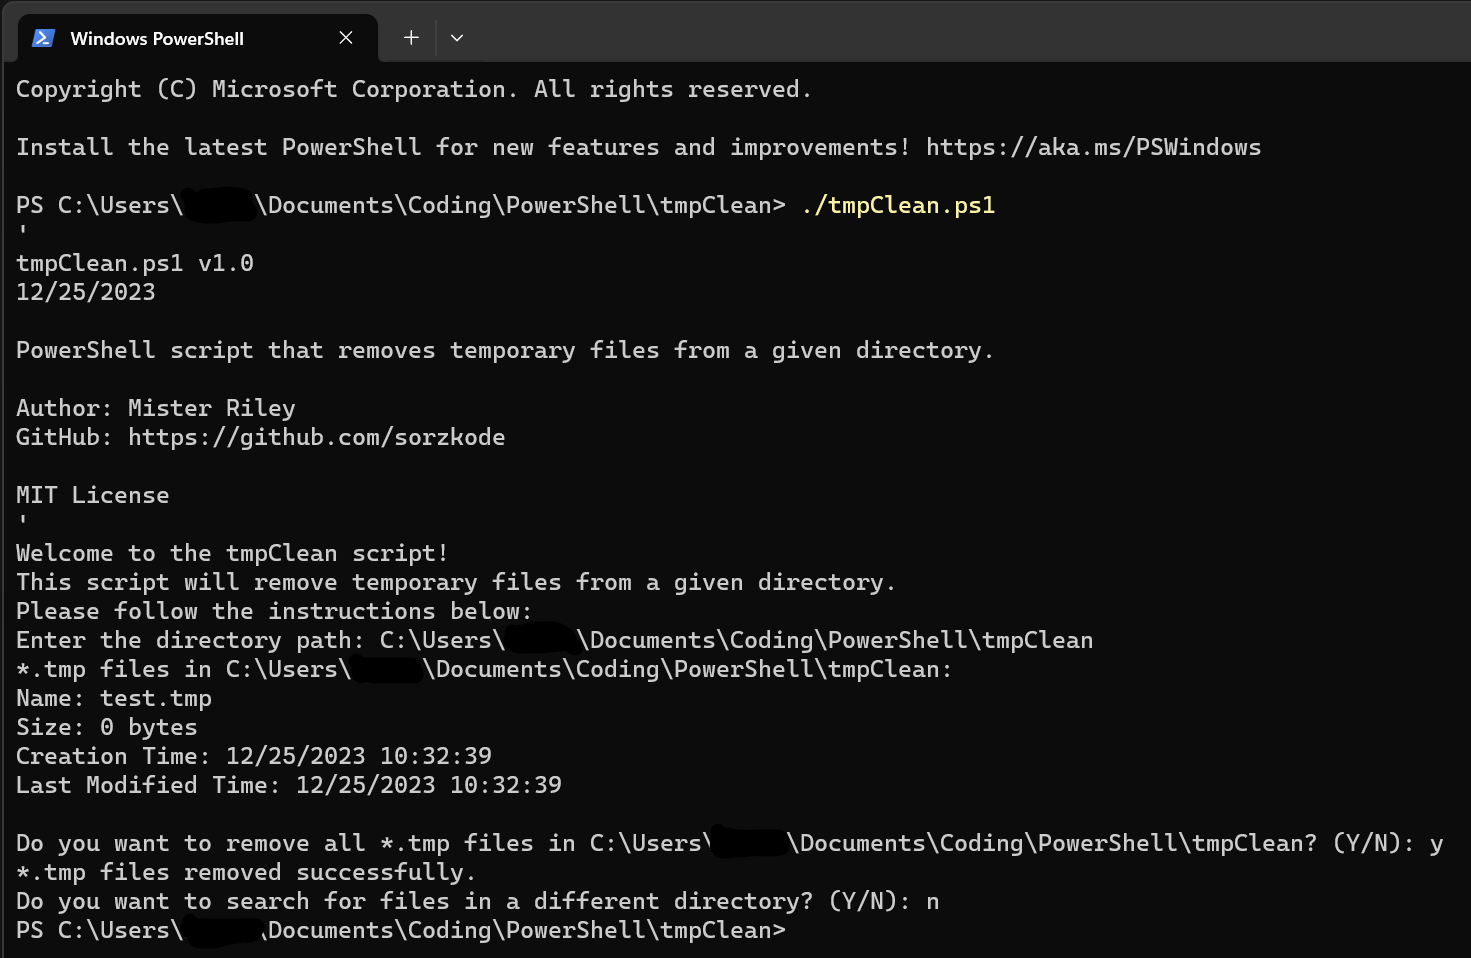 Windows PowerShell
Copyright (C) Microsoft Corporation. All rights reserved.
Install the latest PowerShell for new features and improvements! https://aka.ms/PSWindows
PS C:\Users\ \Documents\Coding\PowerShell\tmpClean> ./tmpClean.ps1
'
tmpClean.ps1 v1.0
12/25/2023
PowerShell script that removes temporary files from a given directory.
Author: Mister Riley
GitHub: https://github.com/sorzkode
MIT License
'
Welcome to the tmpClean script!
This script will remove temporary files from a given directory.
Please follow the instructions below:
Enter the directory path: C:\Users\ \Documents\Coding\PowerShell\tmpClean
*.tmp files in C:\Users\ \Documents\Coding\PowerShell\tmpClean:
Name: test.tmp
Size: 0 bytes
Creation Time: 12/25/2023 10:32:39
Last Modified Time: 12/25/2023 10:32:39
Do you want to remove all *.tmp files in C:\Users\ \Documents\Coding\PowerShell\tmpClean? (Y/N): y
*.tmp files removed successfully.
Do you want to search for files in a different directory? (Y/N): n
PS C:\Users\ \Documents\Coding\PowerShell\tmpClean>